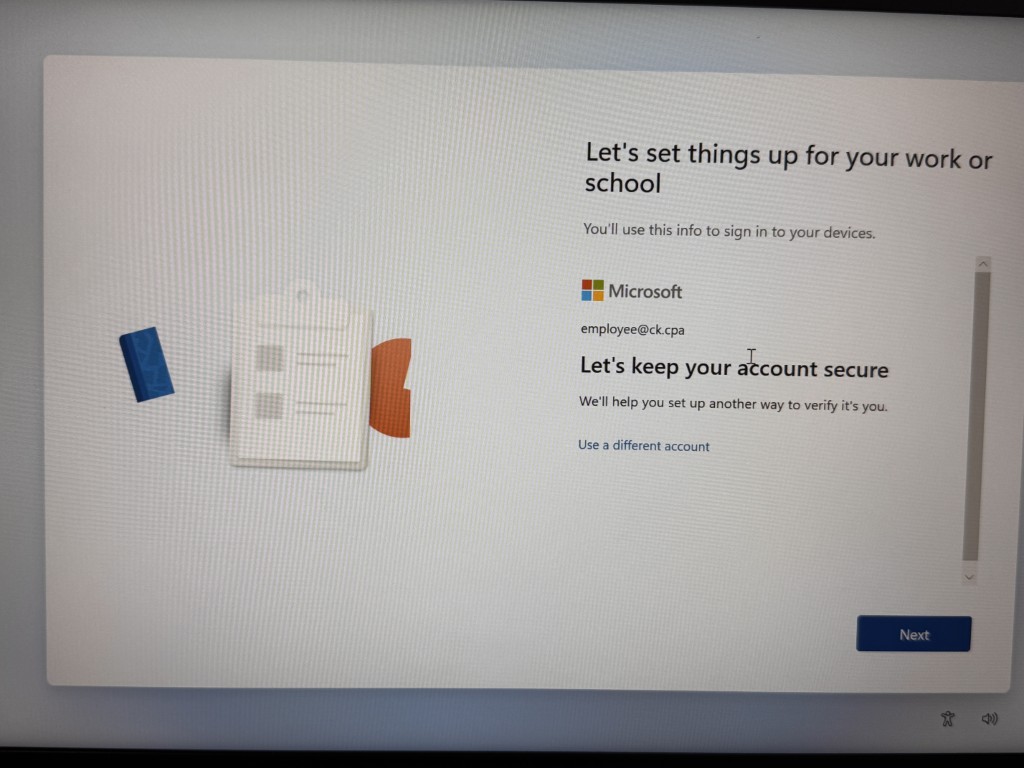 Let's set things up for your work or
school
You'll use this info to sign in to your devices.
Microsoft
employee@ck.cpa
Let's keep your account secure
We'll help you set up another way to verify it's you.
Use a different account
Next